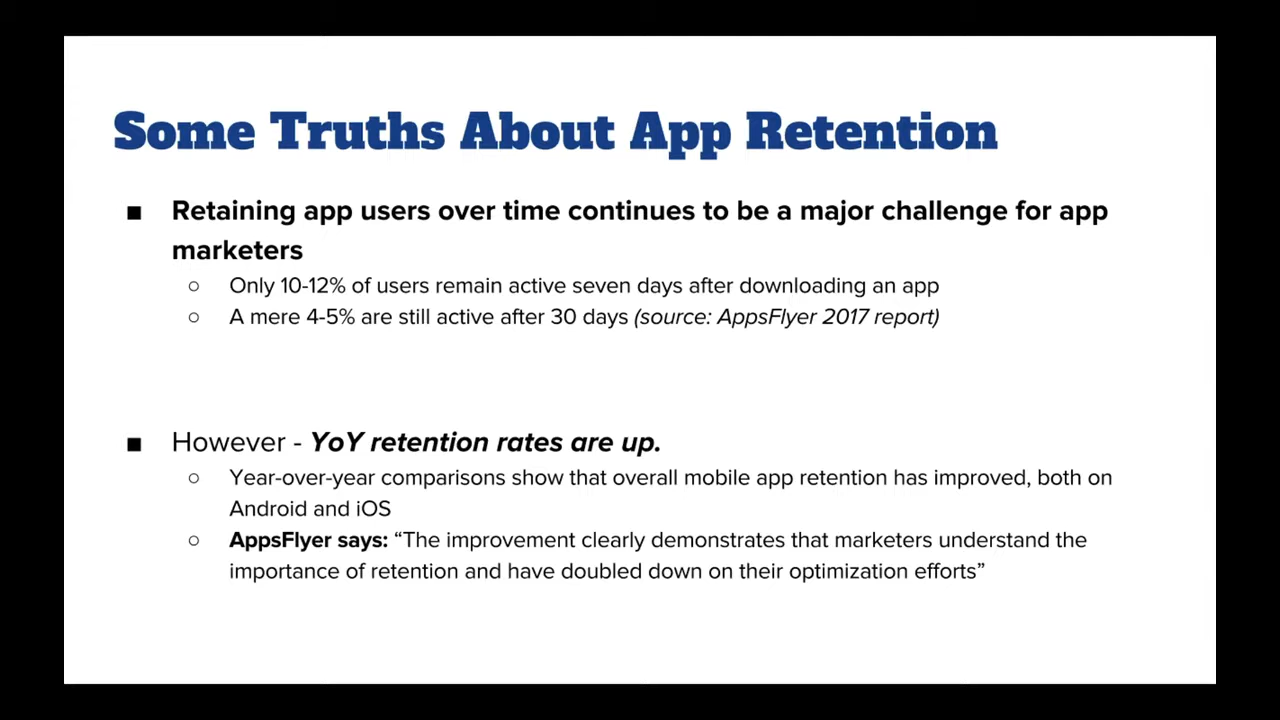 Some Truths About App Retention
■ Retaining app users over time continues to be a major challenge for app
marketers
○ Only 10-12% of users remain active seven days after downloading an app
○ A mere 4-5% are still active after 30 days (source: AppsFlyer 2017 report)
■ However - YoY retention rates are up.
○ Year-over-year comparisons show that overall mobile app retention has improved, both on
Android and iOS
○ AppsFlyer says: “The improvement clearly demonstrates that marketers understand the
importance of retention and have doubled down on their optimization efforts”